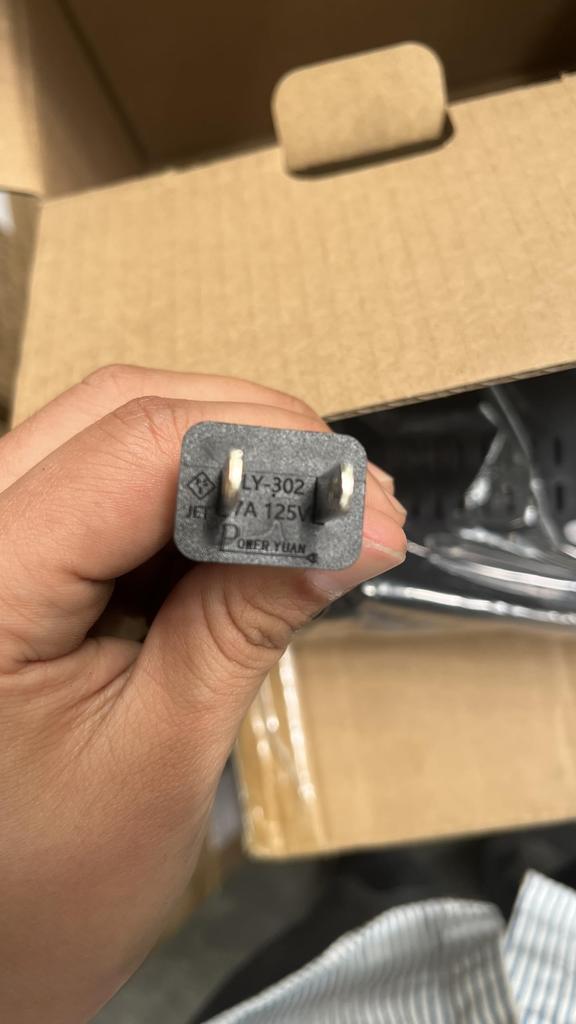 LY-302
JET 7A 125V
POWER YUAN